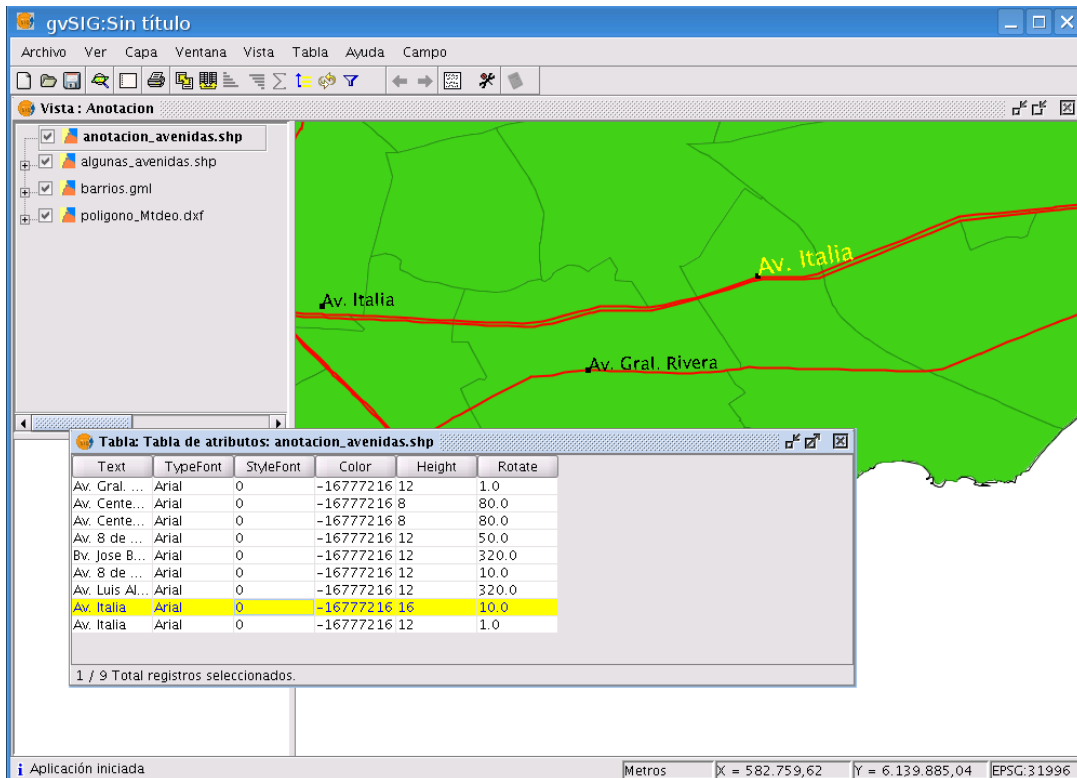 gvSIG:Sin título
Archivo Ver Capa Ventana Vista Tabla Ayuda Campo
Vista : Anotacion
anotacion_avenidas.shp
algunas_avenidas.shp
barrios.gml
poligono_Mtdeo.dxf
Av. Italia
Av. Italia
Av. Gral. Rivera
Tabla: Tabla de atributos: anotacion_avenidas.shp
Text TypeFont StyleFont Color Height Rotate
Av. Gral. ... Arial 0 -16777216 12 1.0
Av. Cente... Arial 0 -16777216 8 80.0
Av. Cente... Arial 0 -16777216 8 80.0
Av. 8 de ... Arial 0 -16777216 12 50.0
Bv. Jose B... Arial 0 -16777216 12 320.0
Av. 8 de ... Arial 0 -16777216 12 10.0
Av. Luis Al... Arial 0 -16777216 12 320.0
Av. Italia Arial 0 -16777216 16 10.0
Av. Italia Arial 0 -16777216 12 1.0
1 / 9 Total registros seleccionados.
Aplicación iniciada
Metros X = 582.759,62 Y = 6.139.885,04 EPSG:31996